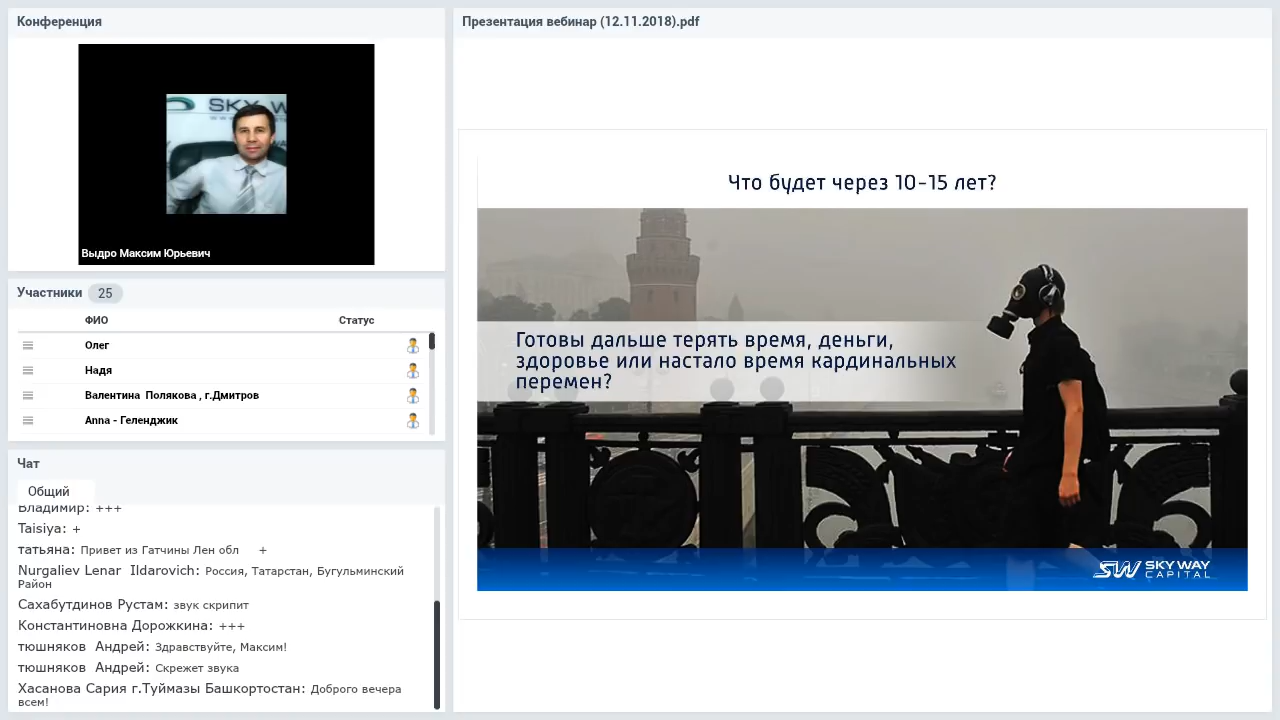 Конференция
SKY W
Выдро Максим Юрьевич
Участники 25
ФИО Статус
Олег
Надя
Валентина Полякова , г.Дмитров
Anna - Геленджик
Чат
Общий
Владимир: +++
Taisiya: +
татьяна: Привет из Гатчины Лен обл +
Nurgaliev Lenar Ildarovich: Россия, Татарстан, Бугульминский
Район
Сахабутдинов Рустам: звук скрипит
Константиновна Дорожкина: +++
тюшняков Андрей: Здравствуйте, Максим!
тюшняков Андрей: Скрежет звука
Хасанова Сария г.Туймазы Башкортостан: Доброго вечера
всем!
Презентация вебинар (12.11.2018).pdf
Что будет через 10-15 лет?
Готовы дальше терять время, деньги,
здоровье или настало время кардинальных
перемен?
SW SKY WAY
CAPITAL